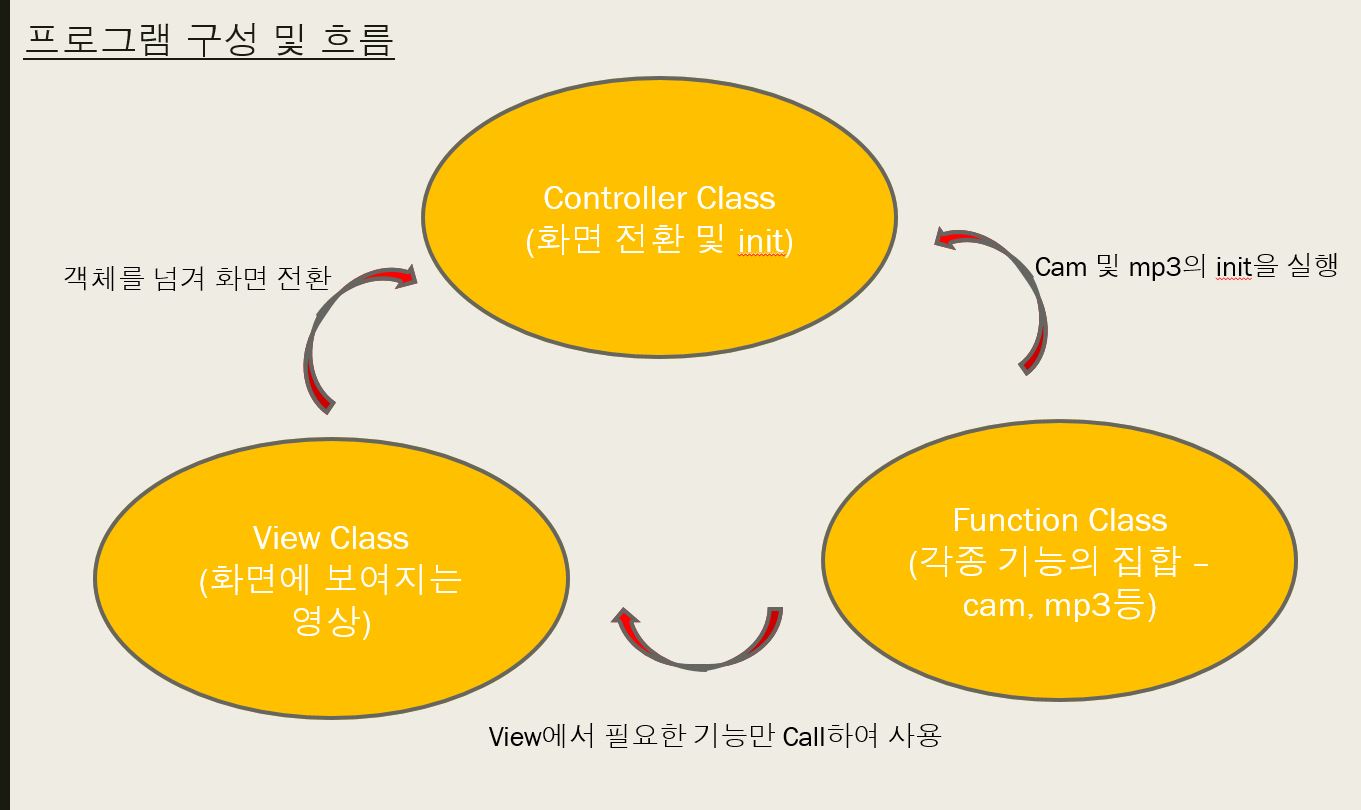 프로그램 구성 및 흐름
Controller Class
(화면 전환 및 init)
객체를 넘겨 화면 전환
Cam 및 mp3의 init을 실행
View Class
(화면에 보여지는
영상)
Function Class
(각종 기능의 집합 –
cam, mp3등)
View에서 필요한 기능만 Call하여 사용